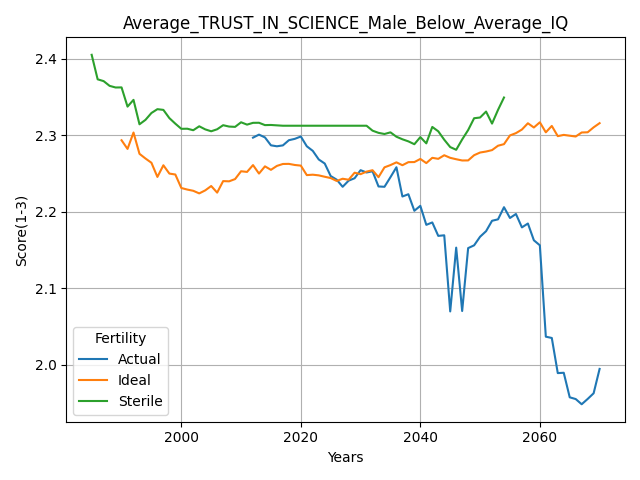 Average_TRUST_IN_SCIENCE_Male_Below_Average_IQ
2.4
2.3
2.2
2.1
2.0
Score(1-3)
Fertility
Actual
Ideal
Sterile
2000 2020 2040 2060
Years